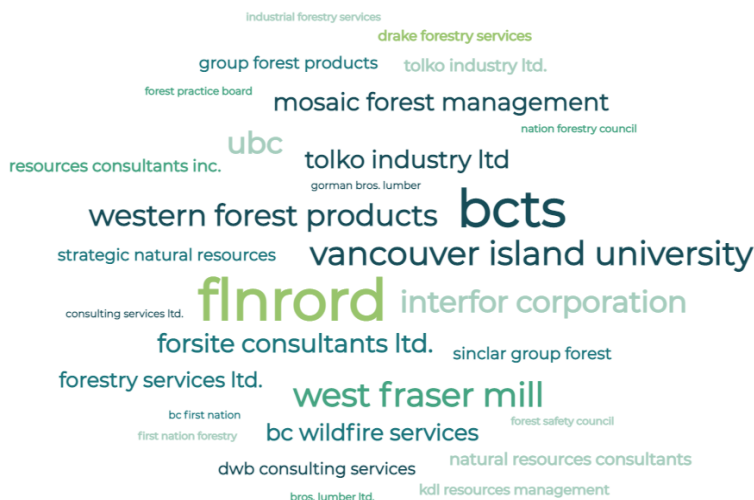 industrial forestry services
drake forestry services
group forest products
tolko industry ltd.
forest practice board
mosaic forest management
nation forestry council
ubc
resources consultants inc.
tolko industry ltd
gorman bros. lumber
western forest products
bcts
strategic natural resources
vancouver island university
flnrord
interfor corporation
consulting services ltd.
forsite consultants ltd.
sinclar group forest
forestry services ltd.
west fraser mill
bc first nation
forest safety council
first nation forestry
bc wildfire services
natural resources consultants
dwb consulting services
kdl resources management
bros. lumber ltd.